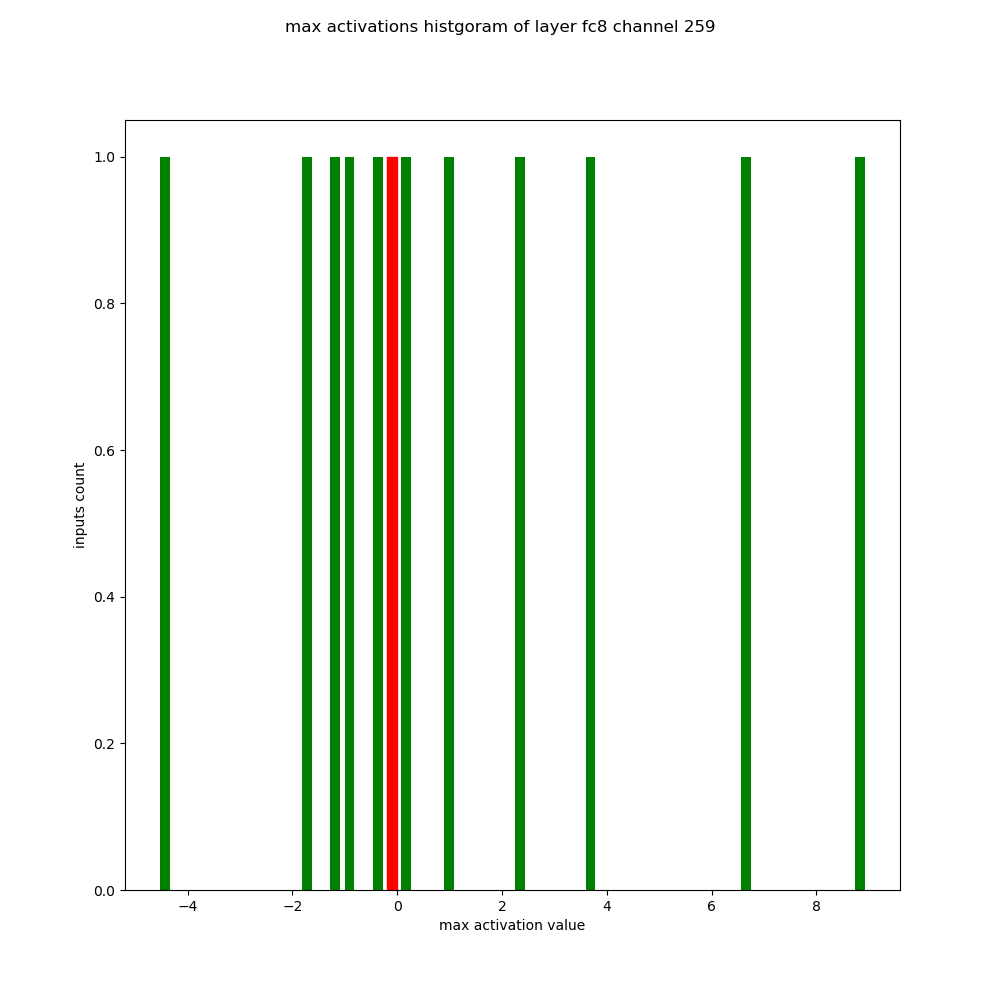 max activations histgoram of layer fc8 channel 259
1.0
0.8
0.6
0.4
0.2
0.0
inputs count
−4 −2 0 2 4 6 8
max activation value